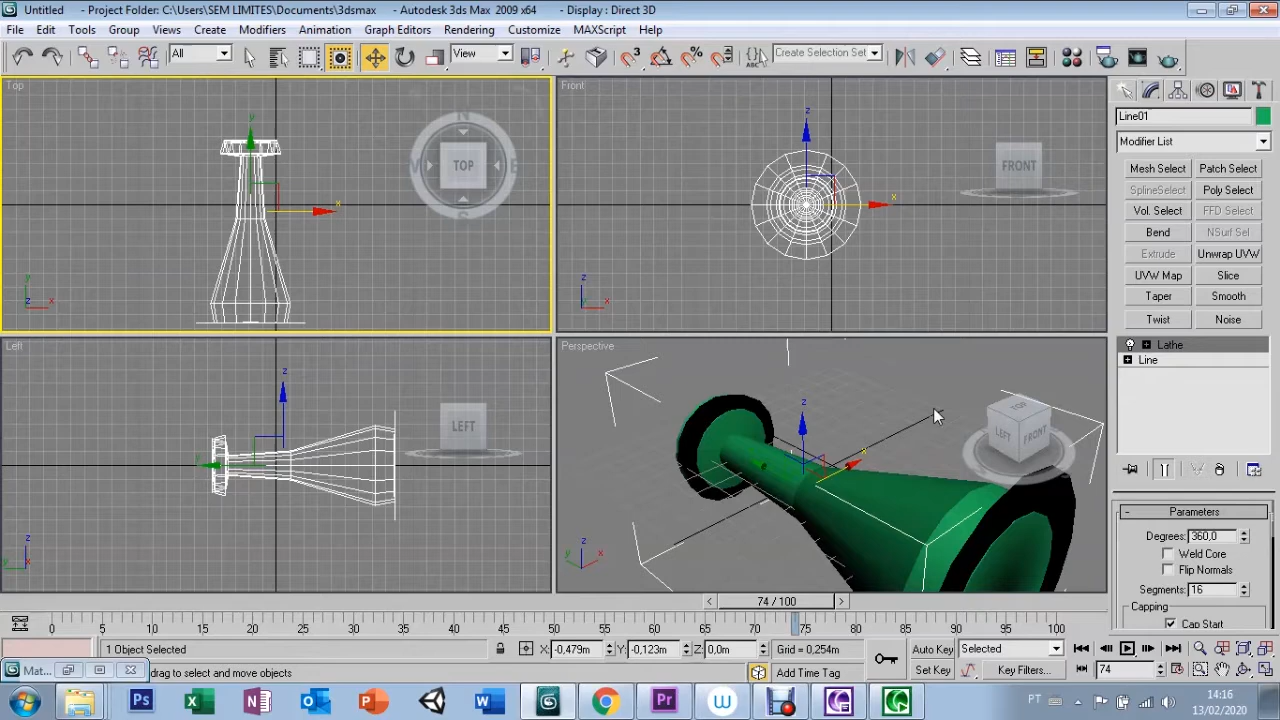 Untitled - Project Folder: C:\Users\SEM LIMITES\Documents\3dsmax - Autodesk 3ds Max 2009 x64 - Display : Direct 3D
File Edit Tools Group Views Create Modifiers Animation Graph Editors Rendering Customize MAXScript Help
All View Create Selection Set
Top
N
TOP
S
y
x
y
z x
Front
FRONT
z
x
z
y x
Line01
Modifier List
Mesh Select Patch Select
SplineSelect Poly Select
Vol. Select FFD Select
Bend NSurf Sel
Extrude Unwrap UVW
UVW Map Slice
Taper Smooth
Twist Noise
Lathe
Line
Left
LEFT
z
y
z
y x
Perspective
TOP
LEFT FRONT
z
x
z
y x
Parameters
Degrees: 360,0
Weld Core
Flip Normals
Segments: 16
Capping
Cap Start
74 / 100
0 5 10 15 20 25 30 35 40 45 50 55 60 65 70 75 80 85 90 95 100
1 Object Selected X: -0,479m Y: -0,123m Z: 0,0m Grid = 0,254m Auto Key Selected
Mat... drag to select and move objects Add Time Tag Set Key Key Filters... 74
PT 14:16
13/02/2020